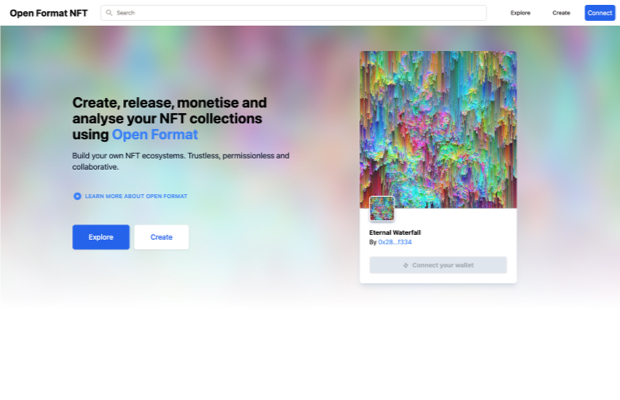 Open Format NFT
Search
Explore
Create
Connect
Create, release, monetise and
analyse your NFT collections
using Open Format
Build your own NFT ecosystems. Trustless, permissionless and
collaborative.
LEARN MORE ABOUT OPEN FORMAT
Explore
Create
Eternal Waterfall
By 0x28...f334
Connect your wallet